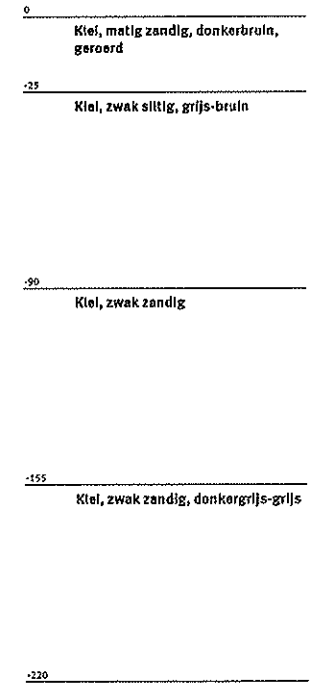 0
Klei, matig zandig, donkerbruin,
geroerd
-25
Klei, zwak siltig, grijs-bruin
-90
Klei, zwak zandig
-155
Klei, zwak zandig, donkergrijs-grijs
-220